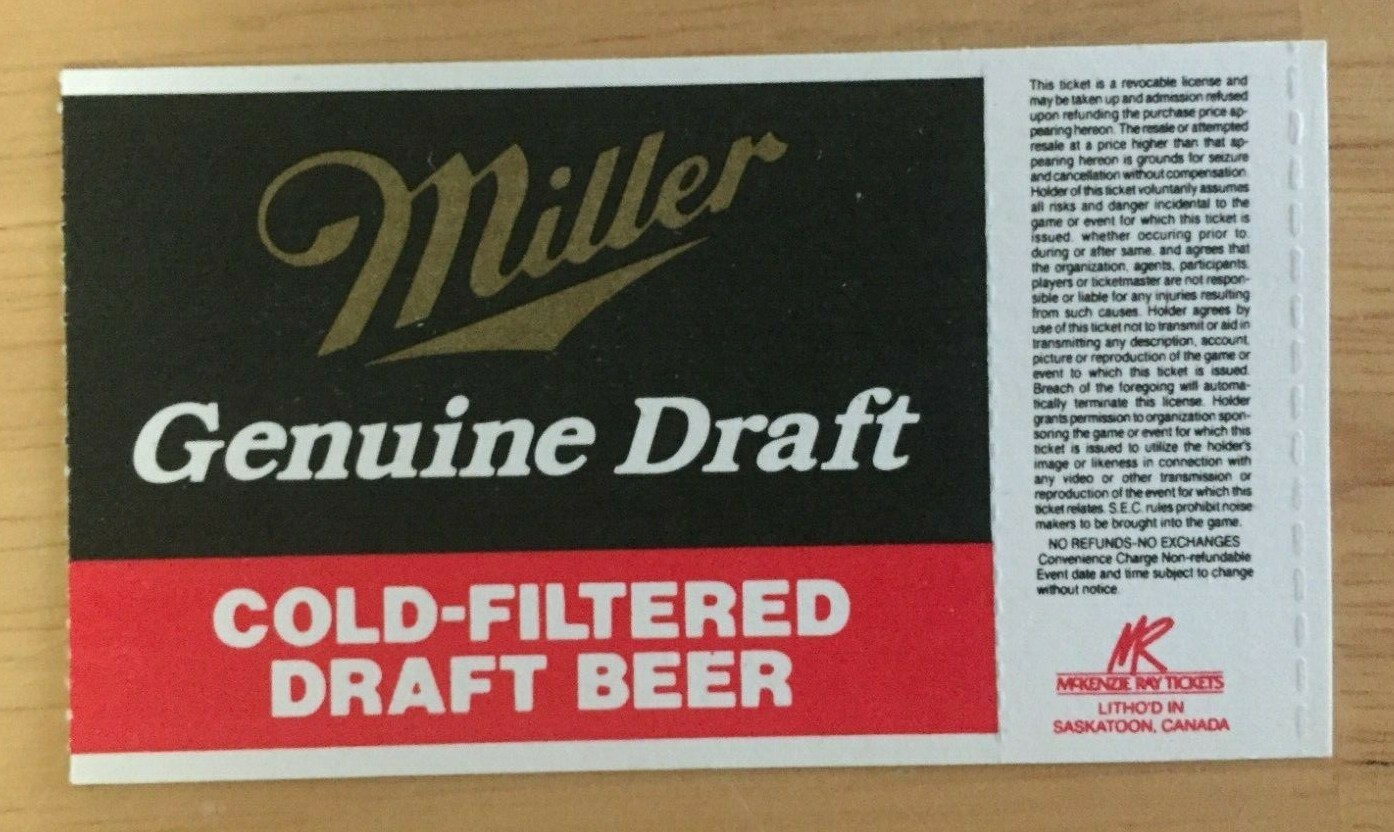 Miller
Genuine Draft
COLD-FILTERED
DRAFT BEER
This ticket is a revocable license and
may be taken up and admission refused
upon refunding the purchase price ap-
pearing hereon. The resale or attempted
resale at a price higher than that ap-
pearing hereon is grounds for seizure
and cancellation without compensation.
Holder of this ticket voluntarily assumes
all risks and danger incidental to the
game or event for which this ticket is
issued, whether occuring prior to,
during or after same, and agrees that
the organization, agents, participants,
players or ticketmaster are not respon-
sible or liable for any injuries resulting
from such causes. Holder agrees by
use of this ticket not to transmit or aid in
transmitting any description, account,
picture or reproduction of the game or
event to which this ticket is issued.
Breach of the foregoing will automa-
tically terminate this license. Holder
grants permission to organization spon-
soring the game or event for which this
ticket is issued to utilize the holder's
image or likeness in connection with
any video or other transmission or
reproduction of the event for which this
ticket relates. S.E.C. rules prohibit noise
makers to be brought into the game.
NO REFUNDS-NO EXCHANGES
Convenience Charge Non-refundable
Event date and time subject to change
without notice.
MR
McKENZIE RAY TICKETS
LITHO'D IN
SASKATOON, CANADA